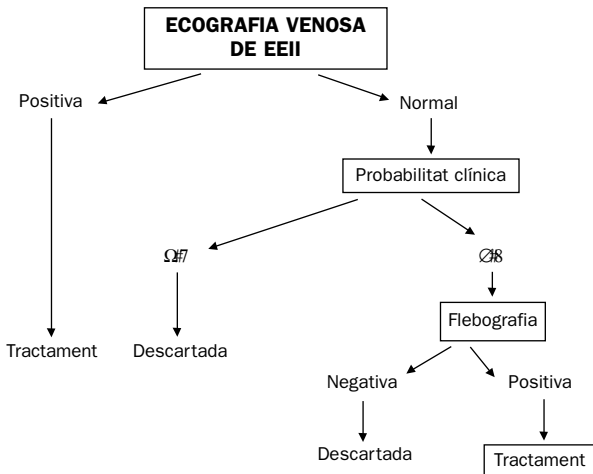 ECOGRAFIA VENOSA
DE EEII
Positiva
Normal
Probabilitat clínica
Flebografia
Tractament
Descartada
Negativa
Positiva
Descartada
Tractament